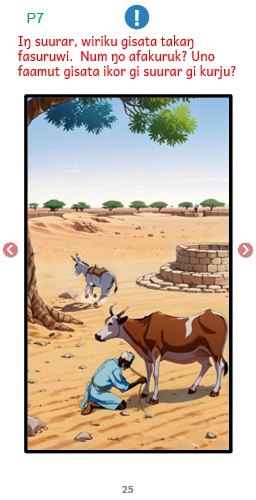 P7
!
Iŋ suurar, wiriku gisata takaŋ
fasuruwi. Num ŋo afakuruk? Uno
faamut gisata ikor gi suurar gi kurju?
25